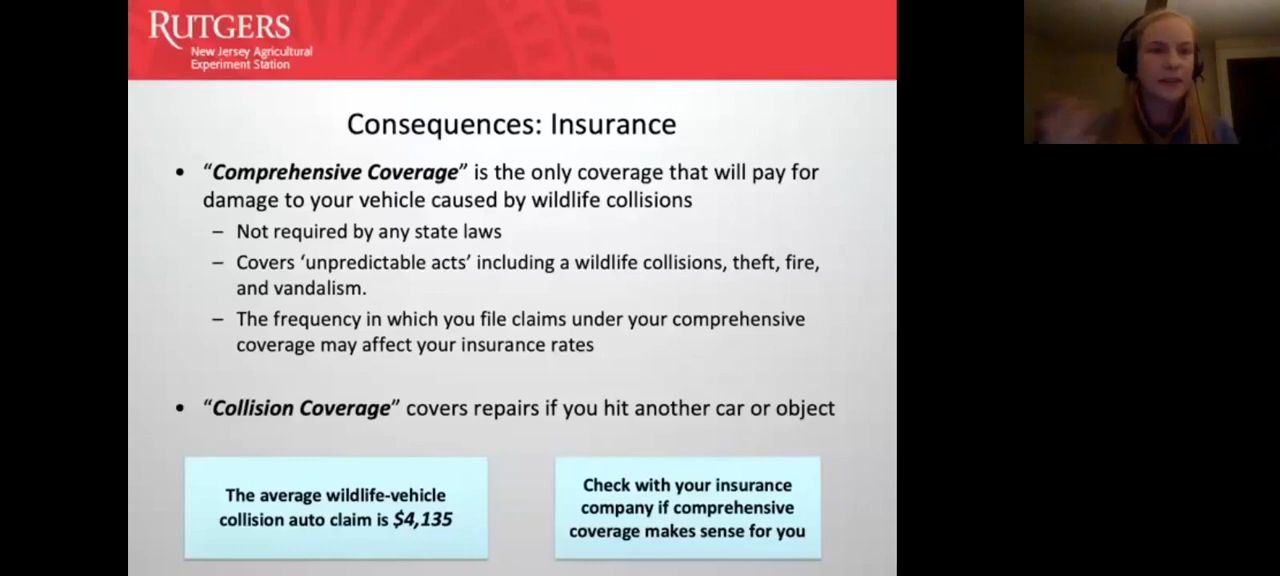 RUTGERS
New Jersey Agricultural
Experiment Station
Consequences: Insurance
• “Comprehensive Coverage” is the only coverage that will pay for
damage to your vehicle caused by wildlife collisions
– Not required by any state laws
– Covers ‘unpredictable acts’ including a wildlife collisions, theft, fire,
and vandalism.
– The frequency in which you file claims under your comprehensive
coverage may affect your insurance rates
• “Collision Coverage” covers repairs if you hit another car or object
The average wildlife-vehicle
collision auto claim is $4,135
Check with your insurance
company if comprehensive
coverage makes sense for you